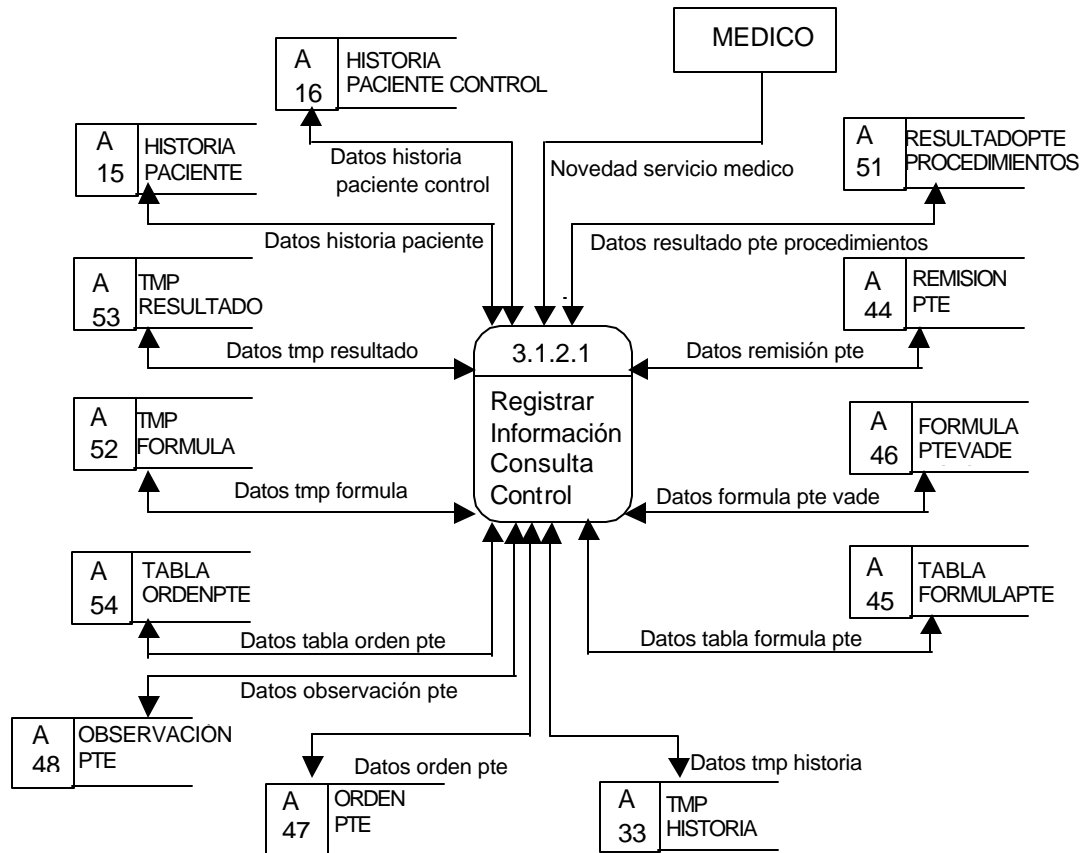 MEDICO
A
16
HISTORIA
PACIENTE CONTROL
A
15
HISTORIA
PACIENTE
Datos historia
paciente control
Novedad servicio medico
A
51
RESULTADOPTE
PROCEDIMIENTOS
Datos historia paciente
Datos resultado pte procedimientos
A
53
TMP
RESULTADO
A
44
REMISION
PTE
Datos tmp resultado
3.1.2.1
Datos remisión pte
Registrar
Información
Consulta
Control
A
52
TMP
FORMULA
A
46
FORMULA
PTEVADE
Datos tmp formula
Datos formula pte vade
A
54
TABLA
ORDENPTE
A
45
TABLA
FORMULAPTE
Datos tabla orden pte
Datos tabla formula pte
Datos observación pte
A
48
OBSERVACIÓN
PTE
Datos orden pte
Datos tmp historia
A
47
ORDEN
PTE
A
33
TMP
HISTORIA